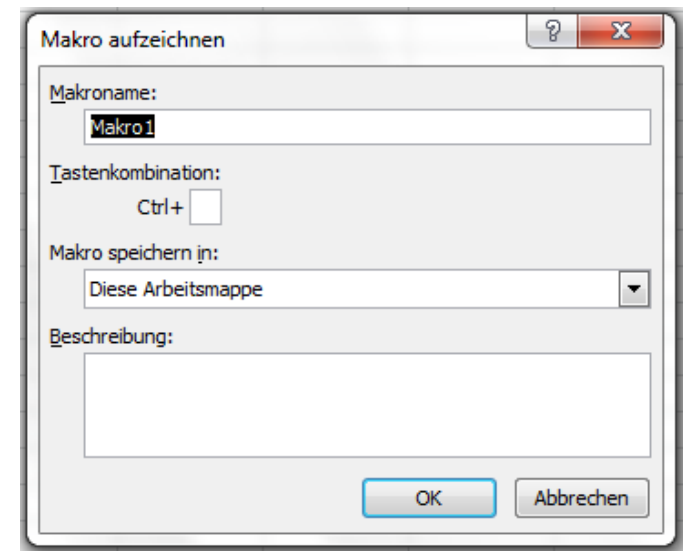 Makro aufzeichnen
Makroname:
Makro1
Tastenkombination:
Ctrl+
Makro speichern in:
Diese Arbeitsmappe
Beschreibung:
OK Abbrechen